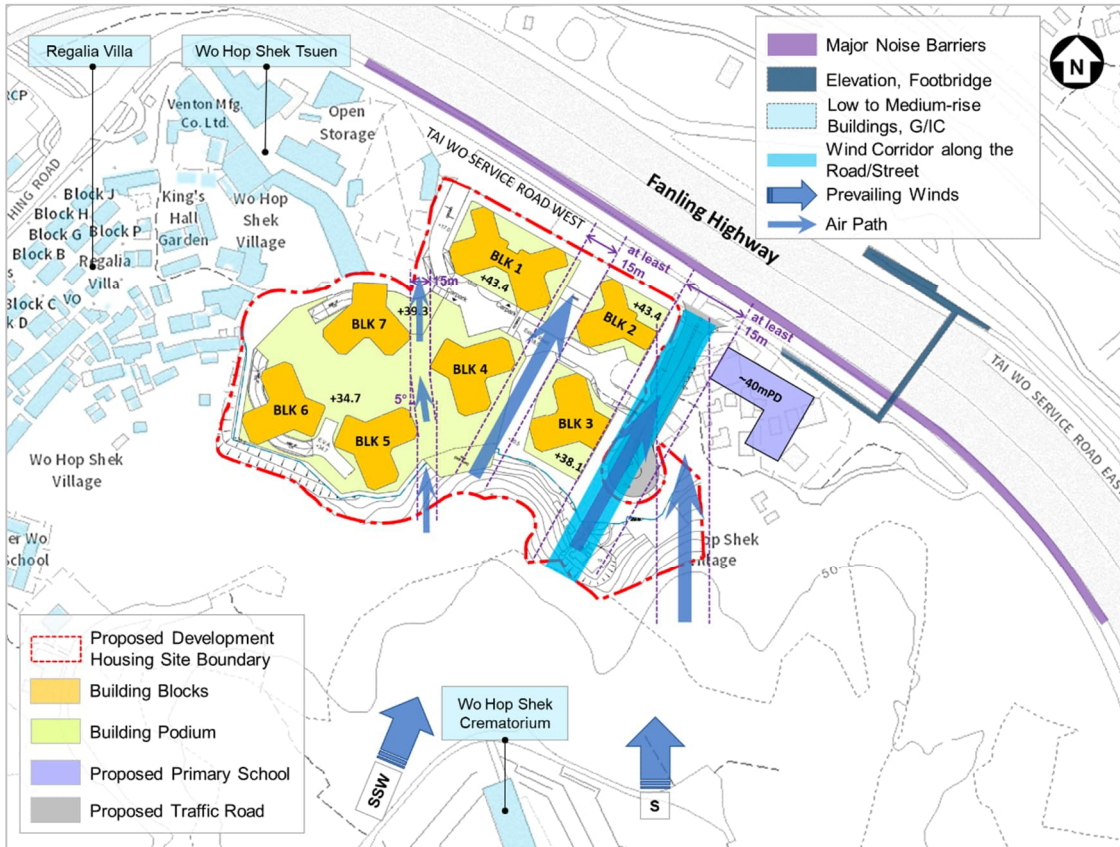 Regalia Villa
Wo Hop Shek Tsuen
Major Noise Barriers
Elevation, Footbridge
Low to Medium-rise
Buildings, G/IC
Wind Corridor along the
Road/Street
Prevailing Winds
Air Path
N
RCP
Venton Mfg.
Co. Ltd.
Open
Storage
HING ROAD
TAI WO SERVICE ROAD WEST
Fanling Highway
Block J
Block H
Block G
Block P
Block B
King's
Hall
Garden
Wo Hop
Shek
Village
Regalia
Villa
Block C
VO
k D
s
BLK 1
+43.4
at least
15m
15m
+39.3
BLK 7
BLK 2
+43.4
at least
15m
TAI WO SERVICE ROAD EAST
BLK 4
~40mPD
BLK 6
+34.7
5°
BLK 5
BLK 3
+38.1
Wo Hop Shek
Village
er Wo
School
op Shek
illage
50
Proposed Development
Housing Site Boundary
Building Blocks
Building Podium
Proposed Primary School
Proposed Traffic Road
Wo Hop Shek
Crematorium
SSW
S